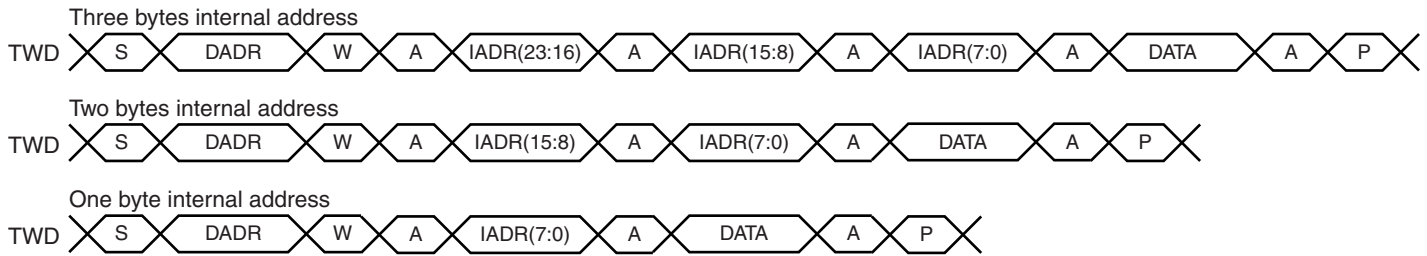 Three bytes internal address
TWD S DADR W A IADR(23:16) A IADR(15:8) A IADR(7:0) A DATA A P
Two bytes internal address
TWD S DADR W A IADR(15:8) A IADR(7:0) A DATA A P
One byte internal address
TWD S DADR W A IADR(7:0) A DATA A P